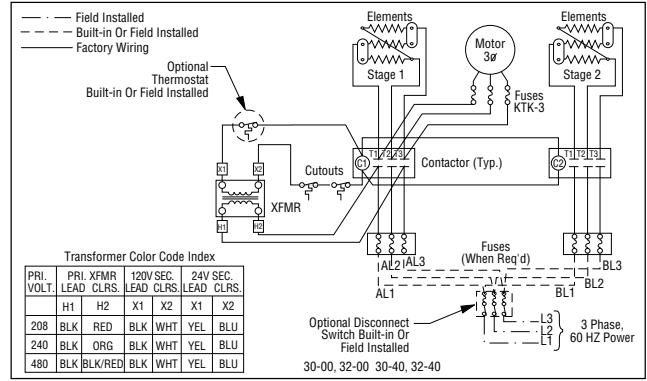 Field Installed
Built-in Or Field Installed
Factory Wiring
Optional
Thermostat
Built-in Or Field Installed
Elements
Stage 1
Motor
3ø
Fuses
KTK-3
Elements
Stage 2
X1
X2
Cutouts
C1
T1
T2
T3
Contactor (Typ.)
C2
T1
T2
T3
XFMR
H1
H2
Transformer Color Code Index
PRI. VOLT.
PRI. XFMR LEAD CLRS.
120V SEC. LEAD CLRS.
24V SEC. LEAD CLRS.
H1 H2 X1 X2 X1 X2
208 BLK RED BLK WHT YEL BLU
240 BLK ORG BLK WHT YEL BLU
480 BLK BLK/RED BLK WHT YEL BLU
AL2
AL3
AL1
Fuses
(When Req'd)
BL3
BL2
BL1
Optional Disconnect
Switch Built-in Or
Field Installed
L3
L2
L1
3 Phase,
60 HZ Power
30-00, 32-00 30-40, 32-40